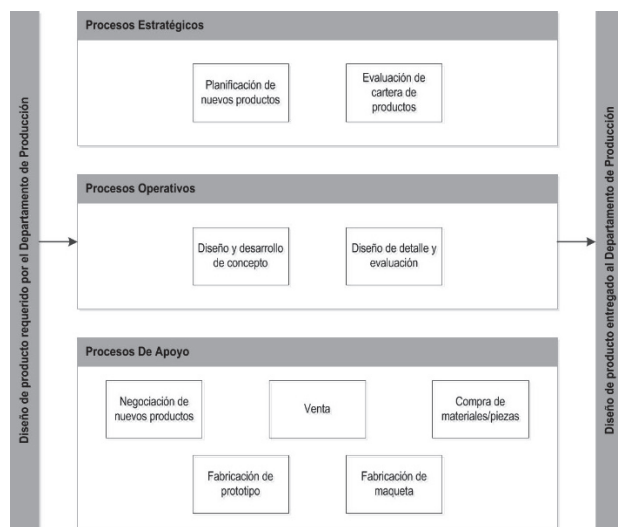 Diseño de producto requerido por el Departamento de Producción
Procesos Estratégicos
Planificación de
nuevos productos
Evaluación de
cartera de
productos
Procesos Operativos
Diseño y desarrollo
de concepto
Diseño de detalle y
evaluación
Procesos De Apoyo
Negociación de
nuevos productos
Venta
Compra de
materiales/piezas
Fabricación de
prototipo
Fabricación de
maqueta
Diseño de producto entregado al Departamento de Producción